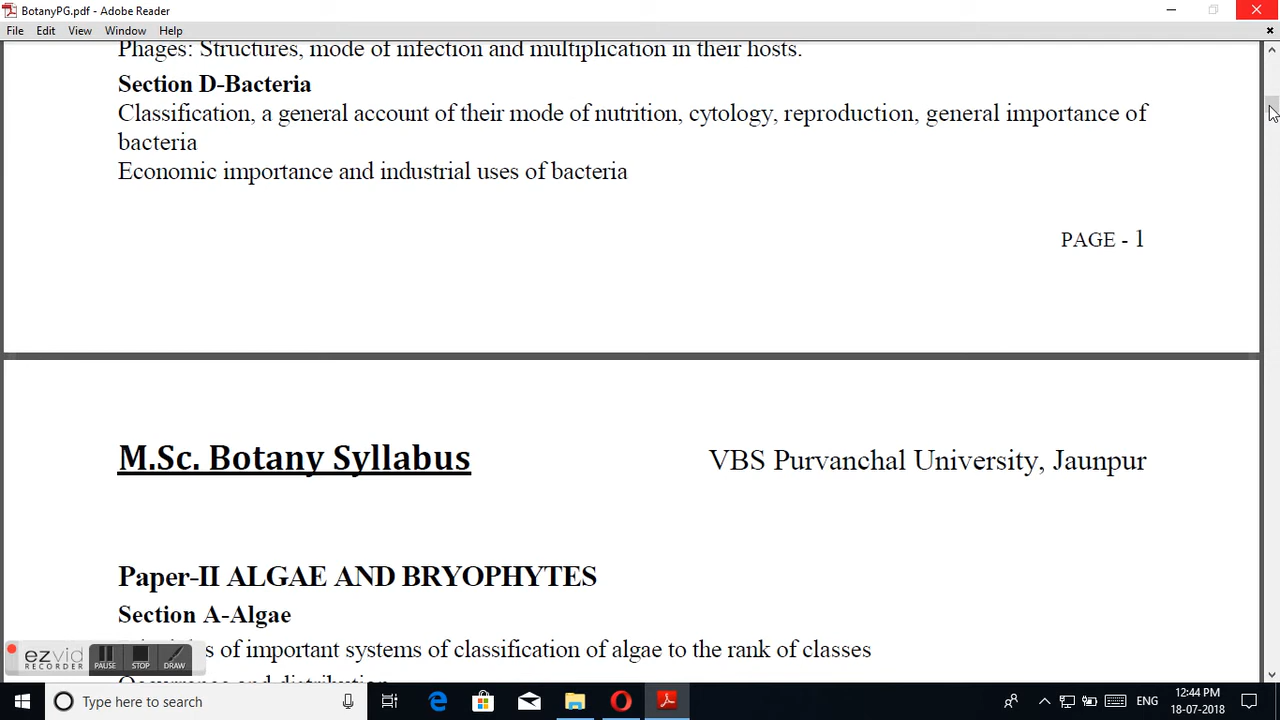 BotanyPG.pdf - Adobe Reader
File Edit View Window Help
Phages: Structures, mode of infection and multiplication in their hosts.
Section D-Bacteria
Classification, a general account of their mode of nutrition, cytology, reproduction, general importance of
bacteria
Economic importance and industrial uses of bacteria
PAGE - 1
M.Sc. Botany Syllabus VBS Purvanchal University, Jaunpur
Paper-II ALGAE AND BRYOPHYTES
Section A-Algae
of important systems of classification of algae to the rank of classes
Occurrence and distribution
ezvid
RECORDER
PAUSE STOP DRAW
Type here to search
ENG
12:44 PM
18-07-2018